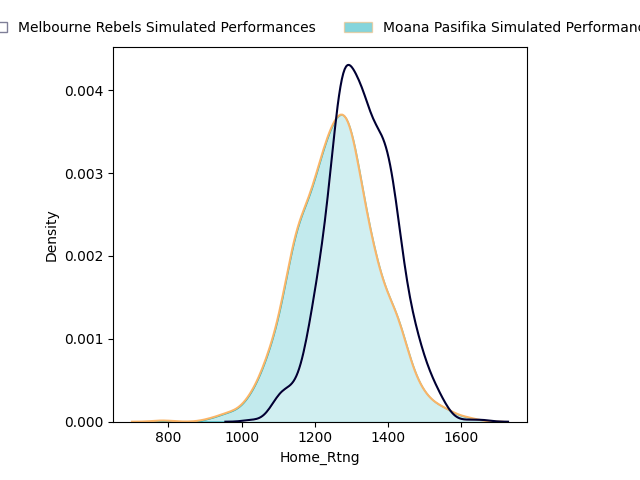 Melbourne Rebels Simulated Performances Moana Pasifika Simulated
0.004
0.003
0.002
0.001
0.000
Density
800 1000 1200 1400 1600
Home_Rtng